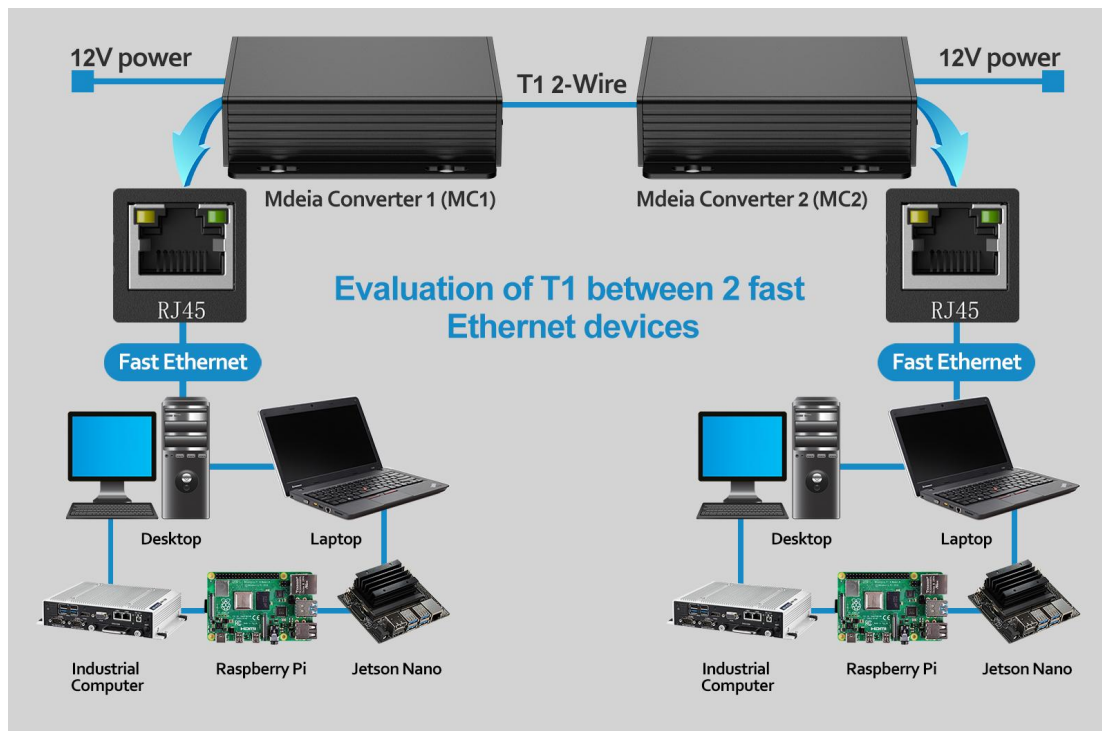 12V power
T1 2-Wire
12V power
Mdeia Converter 1 (MC1)
Mdeia Converter 2 (MC2)
RJ45
RJ45
Evaluation of T1 between 2 fast
Ethernet devices
Fast Ethernet
Fast Ethernet
Desktop
Laptop
Desktop
Laptop
Industrial
Computer
Raspberry Pi
Jetson Nano
Industrial
Computer
Raspberry Pi
Jetson Nano